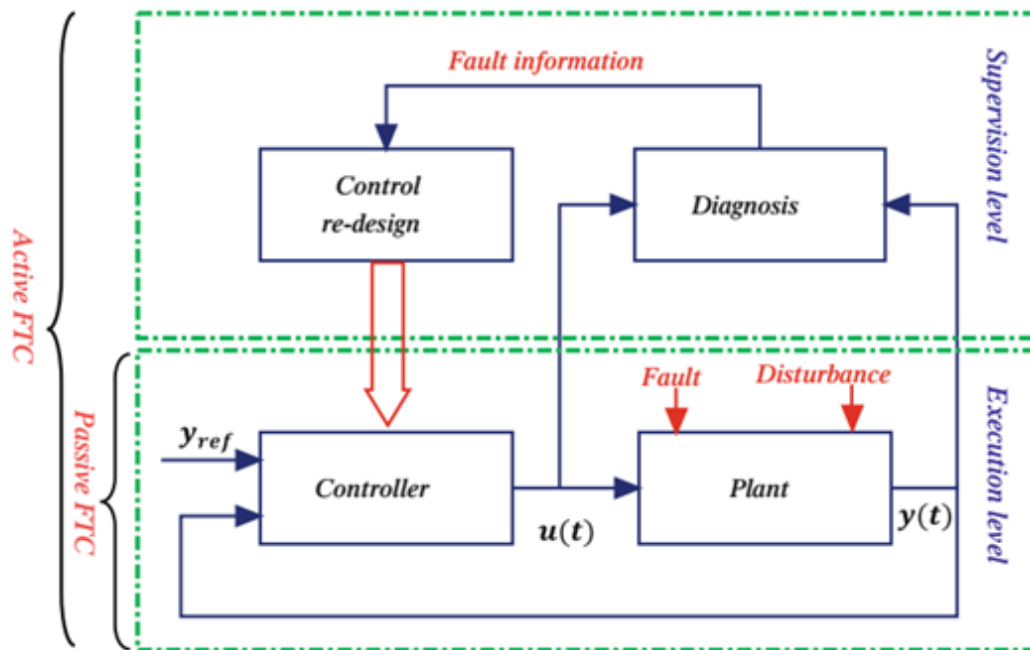 Fault information
Supervision level
Control
re-design
Diagnosis
Active FTC
Passive FTC
Fault
Disturbance
Execution level
y_ref
Controller
Plant
u(t)
y(t)